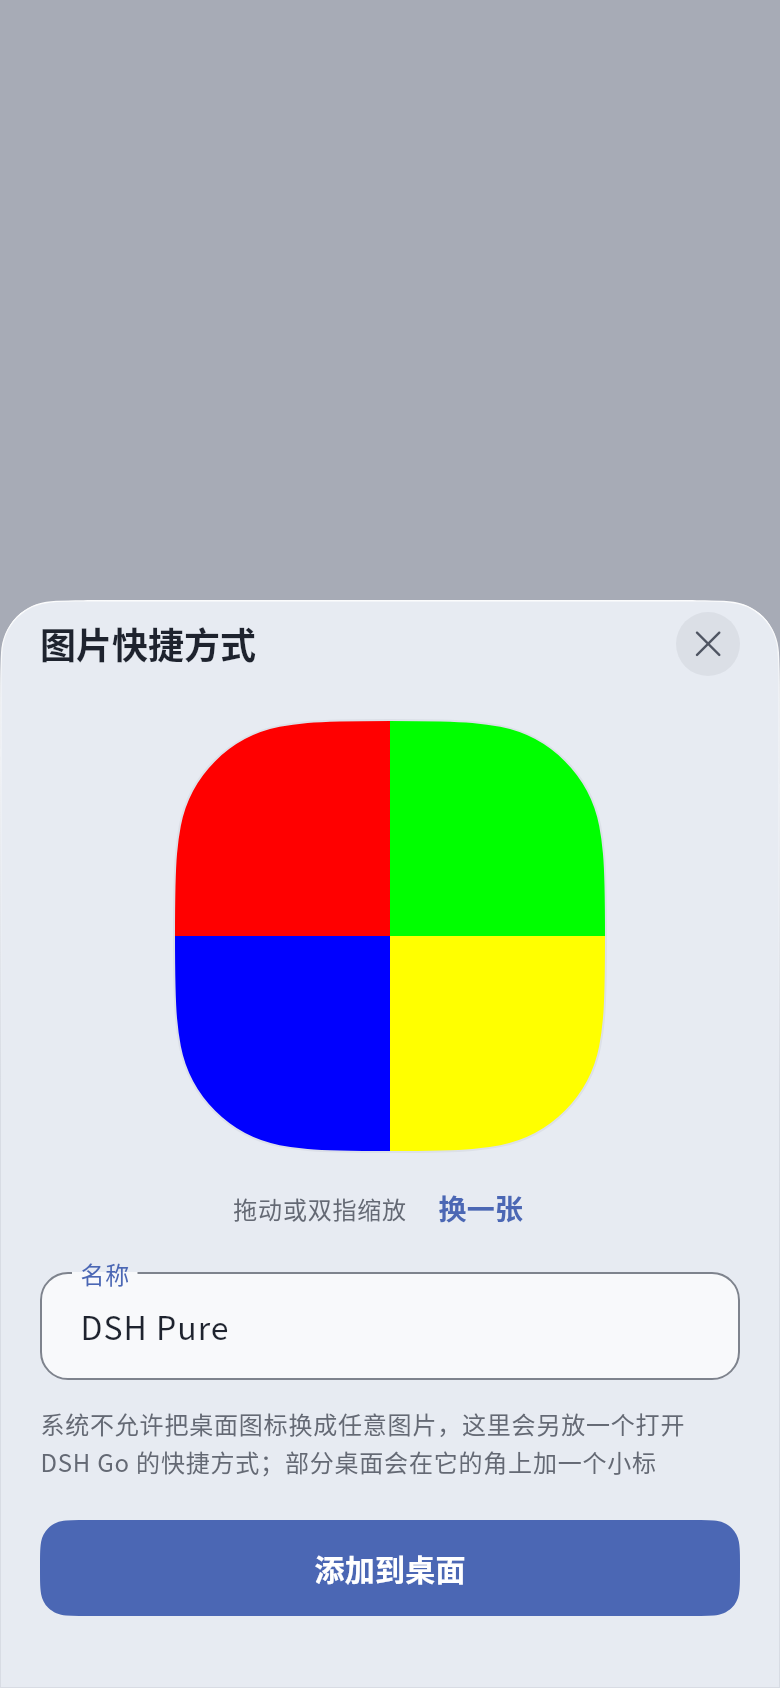 图片快捷方式
拖动或双指缩放 换一张
名称
DSH Pure
系统不允许把桌面图标换成任意图片，这里会另放一个打开
DSH Go 的快捷方式；部分桌面会在它的角上加一个小标
添加到桌面